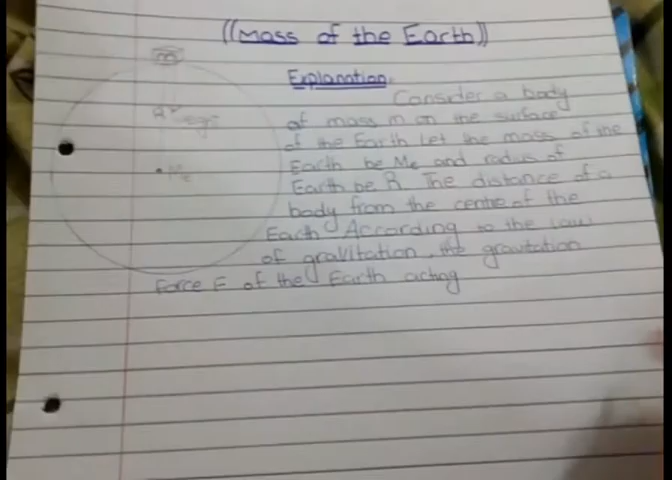 ((Mass of the Earth))
m
Explanation.
Consider a body
of mass m on the surface
of the Earth Let the mass of the
Earth be Me and radius of
Earth be R The distance of a
body from the centre of the
Each According to the law
of gravitation, the gravitation
Force F of the Earth acting
R
Me